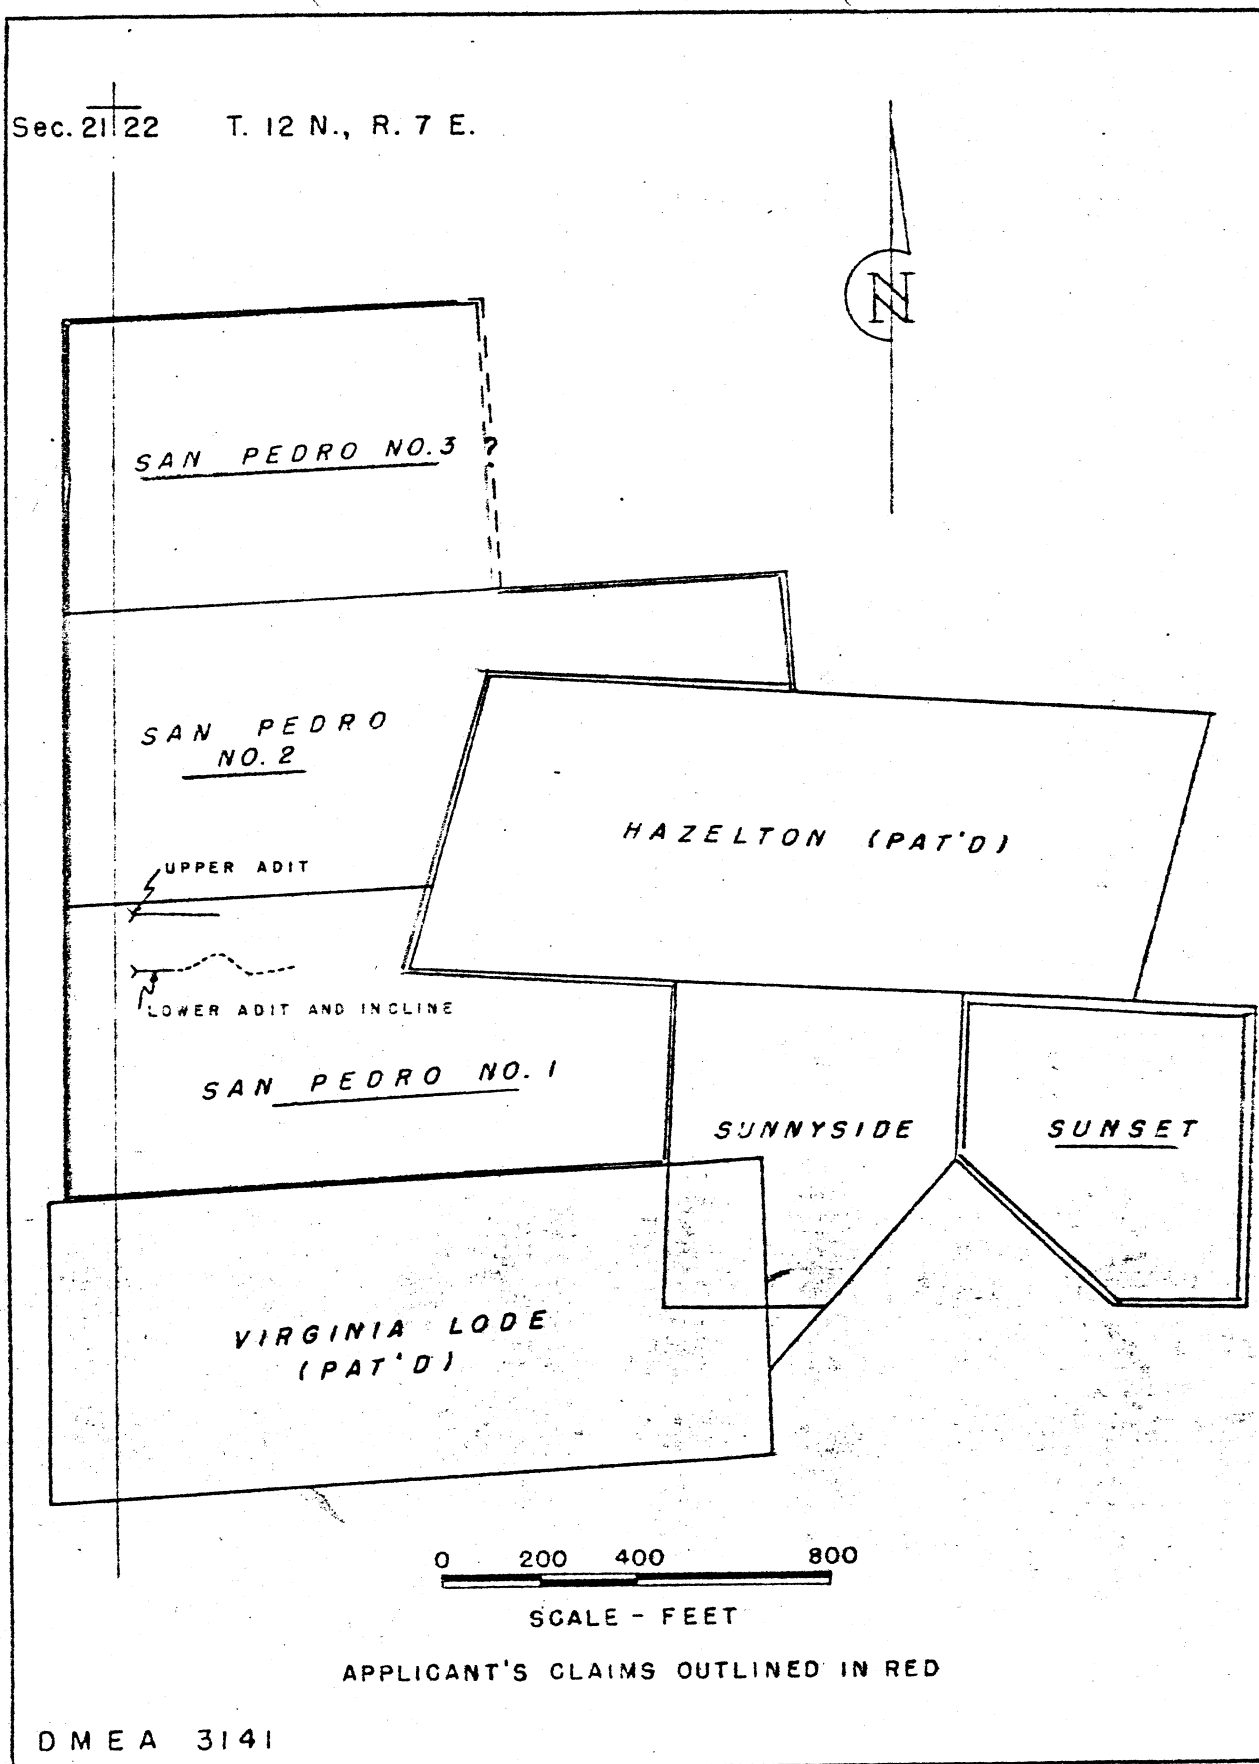 Sec. 21 22 T. 12 N., R. 7 E.
N
SAN PEDRO NO. 3 ?
SAN PEDRO
NO. 2
HAZELTON (PAT'D)
UPPER ADIT
LOWER ADIT AND INCLINE
SAN PEDRO NO. 1
SUNNYSIDE
SUNSET
VIRGINIA LODE
(PAT'D)
0 200 400 800
SCALE - FEET
APPLICANT'S CLAIMS OUTLINED IN RED
DMEA 3141